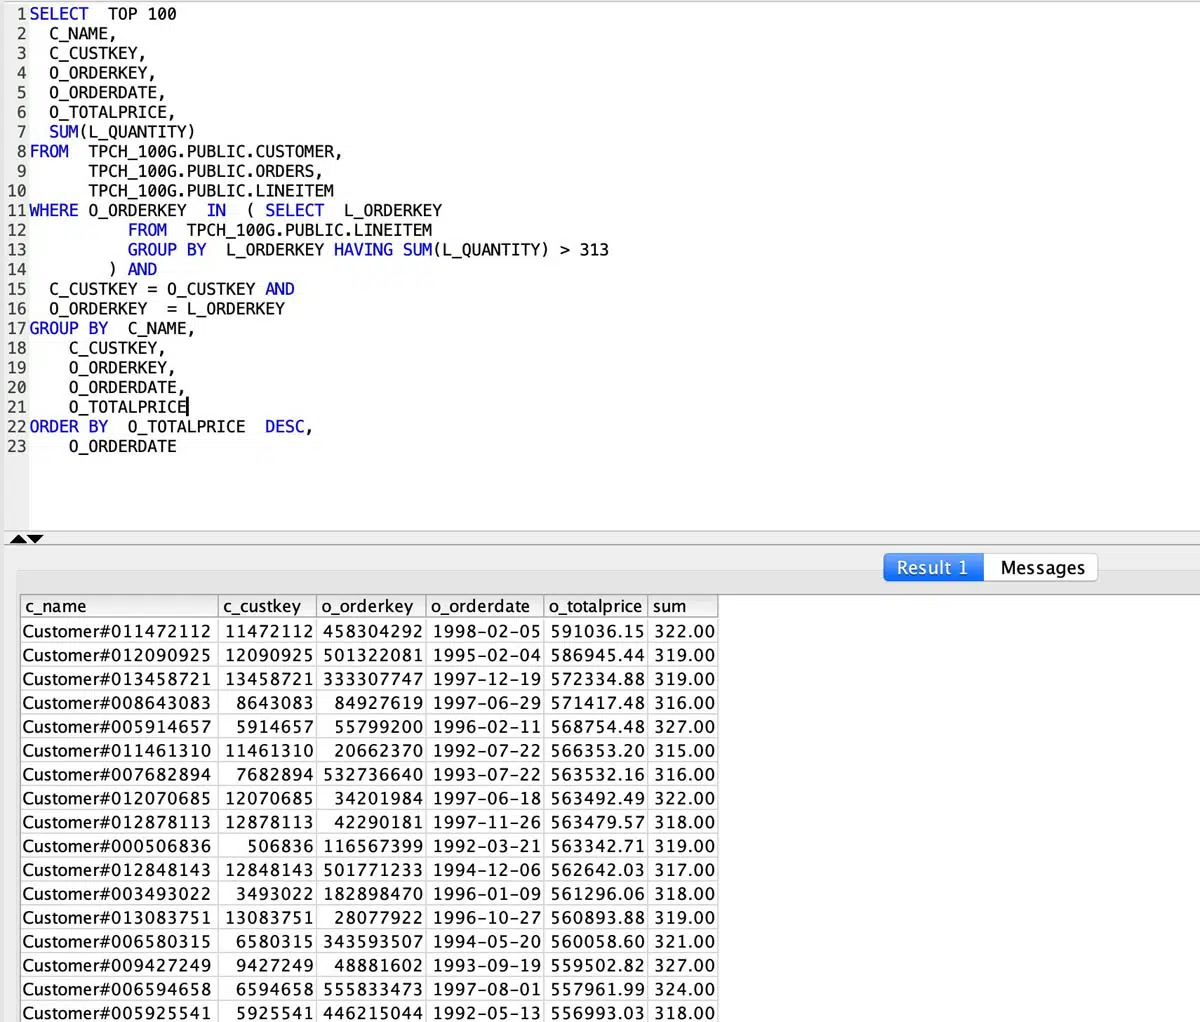 1 SELECT  TOP 100
2   C_NAME,
3   C_CUSTKEY,
4   O_ORDERKEY,
5   O_ORDERDATE,
6   O_TOTALPRICE,
7   SUM(L_QUANTITY)
8 FROM  TPCH_100G.PUBLIC.CUSTOMER,
9       TPCH_100G.PUBLIC.ORDERS,
10       TPCH_100G.PUBLIC.LINEITEM
11 WHERE O_ORDERKEY  IN  ( SELECT  L_ORDERKEY
12           FROM  TPCH_100G.PUBLIC.LINEITEM
13           GROUP BY  L_ORDERKEY HAVING SUM(L_QUANTITY) > 313
14         ) AND
15   C_CUSTKEY = O_CUSTKEY AND
16   O_ORDERKEY  = L_ORDERKEY
17 GROUP BY  C_NAME,
18     C_CUSTKEY,
19     O_ORDERKEY,
20     O_ORDERDATE,
21     O_TOTALPRICE
22 ORDER BY  O_TOTALPRICE  DESC,
23     O_ORDERDATE
Result 1 Messages
c_name c_custkey o_orderkey o_orderdate o_totalprice sum
Customer#011472112 11472112 458304292 1998-02-05 591036.15 322.00
Customer#012090925 12090925 501322081 1995-02-04 586945.44 319.00
Customer#013458721 13458721 333307747 1997-12-19 572334.88 319.00
Customer#008643083 8643083 84927619 1997-06-29 571417.48 316.00
Customer#005914657 5914657 55799200 1996-02-11 568754.48 327.00
Customer#011461310 11461310 20662370 1992-07-22 566353.20 315.00
Customer#007682894 7682894 532736640 1993-07-22 563532.16 316.00
Customer#012070685 12070685 34201984 1997-06-18 563492.49 322.00
Customer#012878113 12878113 42290181 1997-11-26 563479.57 318.00
Customer#000506836 506836 116567399 1992-03-21 563342.71 319.00
Customer#012848143 12848143 501771233 1994-12-06 562642.03 317.00
Customer#003493022 3493022 182898470 1996-01-09 561296.06 318.00
Customer#013083751 13083751 28077922 1996-10-27 560893.88 319.00
Customer#006580315 6580315 343593507 1994-05-20 560058.60 321.00
Customer#009427249 9427249 48881602 1993-09-19 559502.82 327.00
Customer#006594658 6594658 555833473 1997-08-01 557961.99 324.00
Customer#005925541 5925541 446215044 1992-05-13 556993.03 318.00